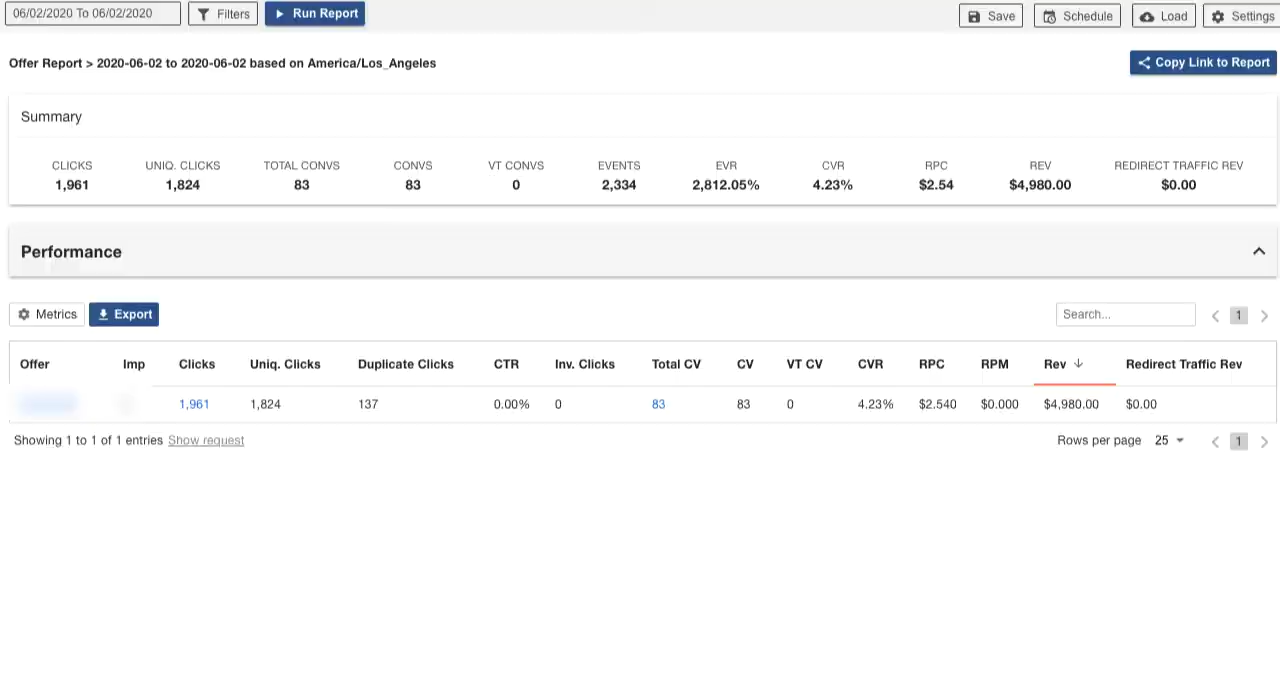 06/02/2020 To 06/02/2020 Filters Run Report Save Schedule Load Settings
Offer Report > 2020-06-02 to 2020-06-02 based on America/Los_Angeles Copy Link to Report
Summary
CLICKS UNIQ. CLICKS TOTAL CONVS CONVS VT CONVS EVENTS EVR CVR RPC REV REDIRECT TRAFFIC REV
1,961 1,824 83 83 0 2,334 2,812.05% 4.23% $2.54 $4,980.00 $0.00
Performance
Metrics Export Search... 1
Offer Imp Clicks Uniq. Clicks Duplicate Clicks CTR Inv. Clicks Total CV CV VT CV CVR RPC RPM Rev Redirect Traffic Rev
1,961 1,824 137 0.00% 0 83 83 0 4.23% $2.540 $0.000 $4,980.00 $0.00
Showing 1 to 1 of 1 entries Show request Rows per page 25 1